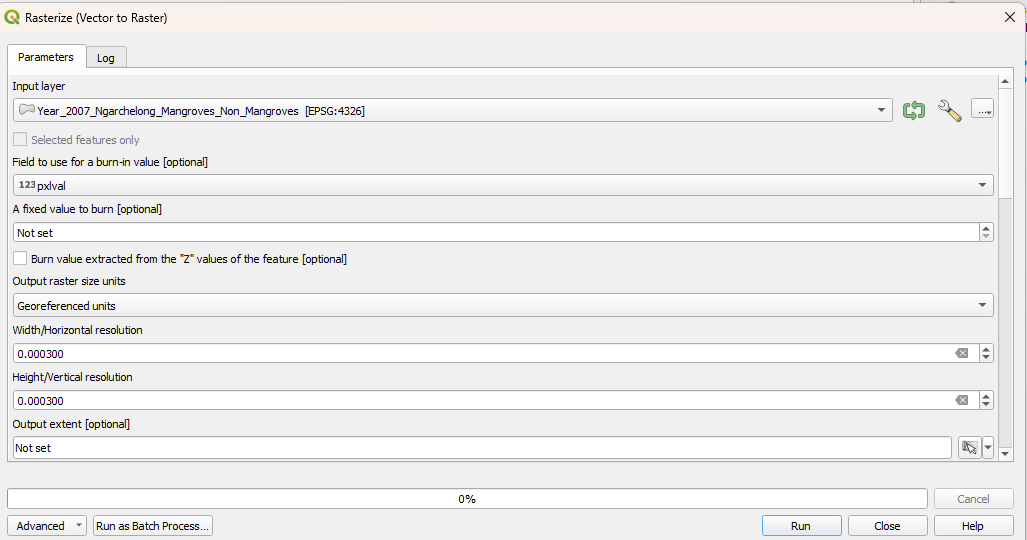 Rasterize (Vector to Raster)
Parameters
Log
Input layer
Year_2007_Ngarchelong_Mangroves_Non_Mangroves [EPSG:4326]
...
Selected features only
Field to use for a burn-in value [optional]
123 pxlval
A fixed value to burn [optional]
Not set
Burn value extracted from the "Z" values of the feature [optional]
Output raster size units
Georeferenced units
Width/Horizontal resolution
0.000300
Height/Vertical resolution
0.000300
Output extent [optional]
Not set
0%
Cancel
Advanced
Run as Batch Process...
Run
Close
Help